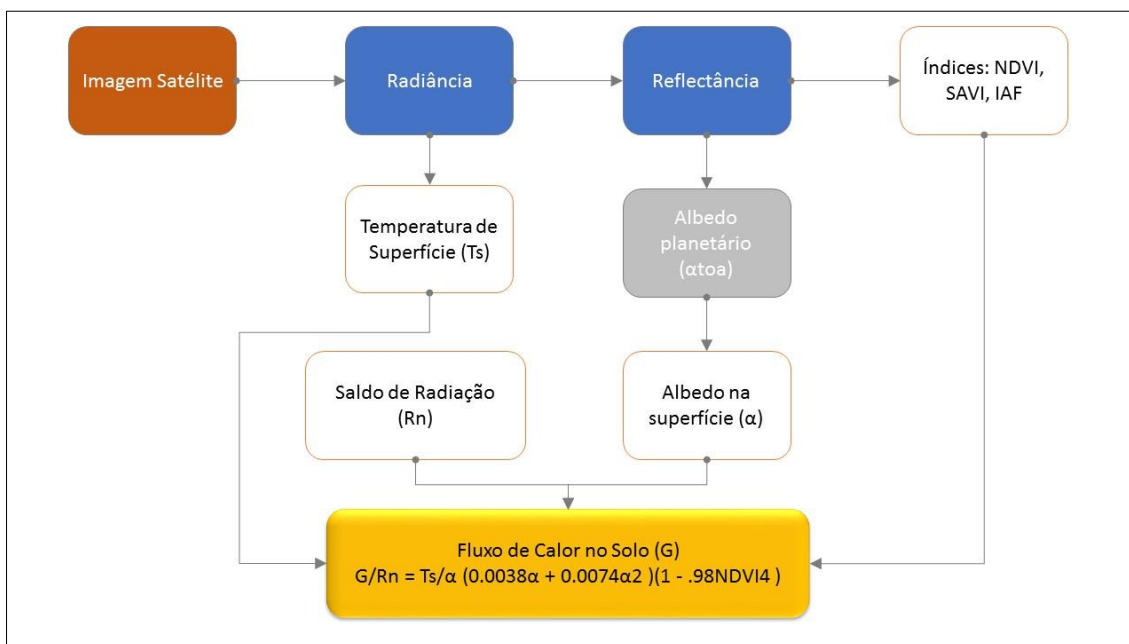 Imagem Satélite
Radiância
Reflectância
Índices: NDVI,
SAVI, IAF
Temperatura de
Superfície (Ts)
Albedo
planetário
(αtoa)
Saldo de Radiação
(Rn)
Albedo na
superfície (α)
Fluxo de Calor no Solo (G)
G/Rn = Ts/α (0.0038α + 0.0074α2 )(1 - .98NDVI4 )